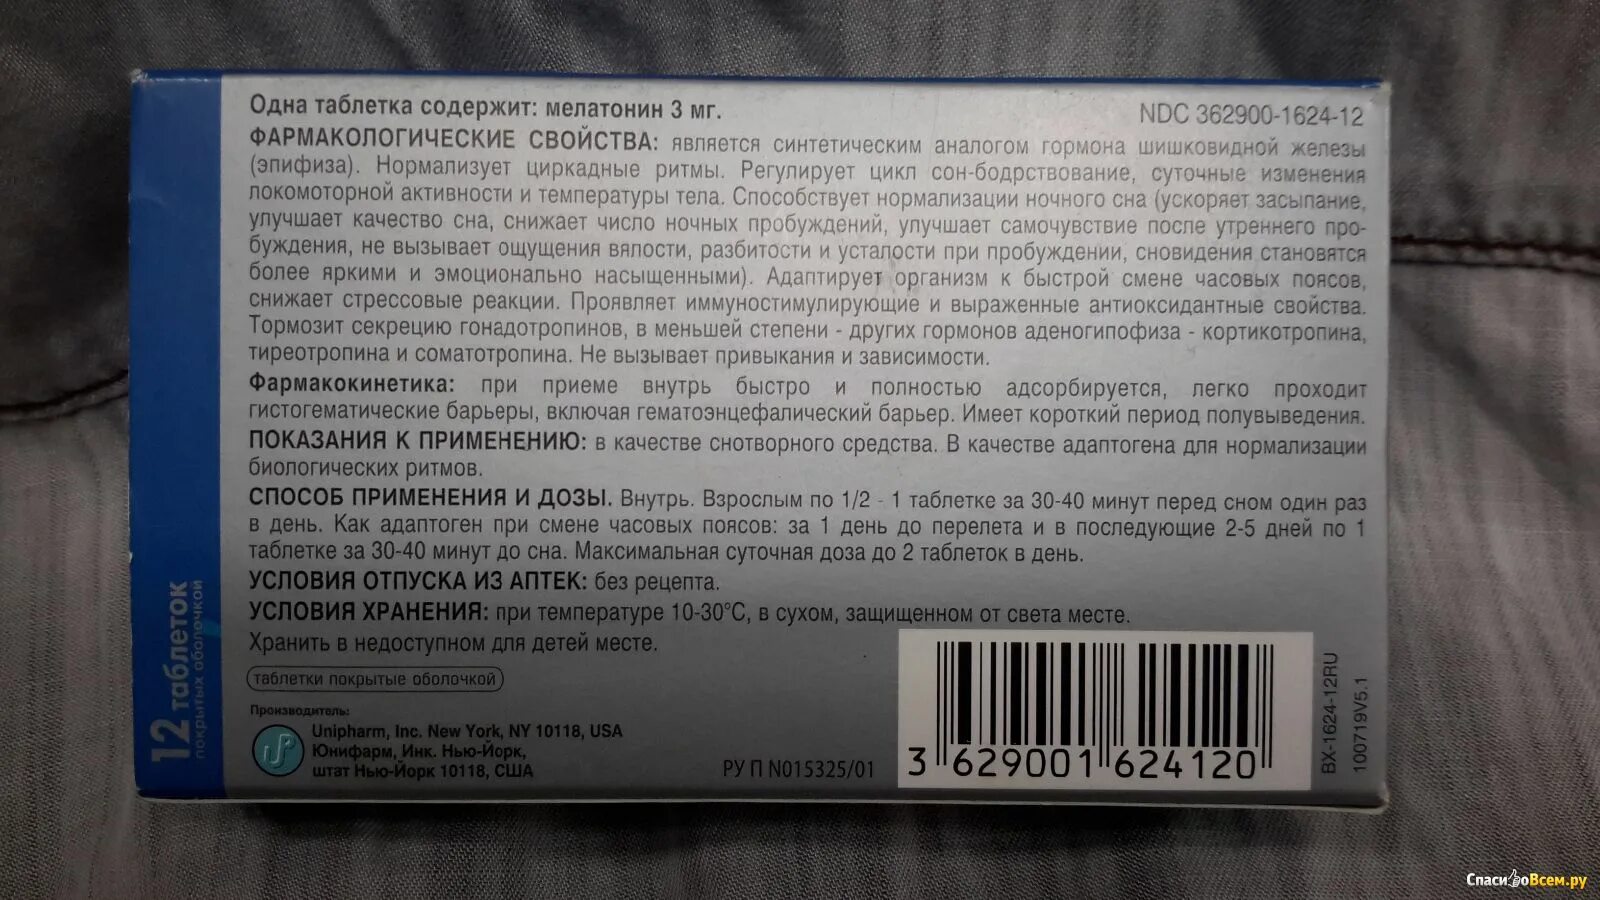 Одна таблетка содержит: мелатонин 3 мг.
NDC 362900-1624-12
ФАРМАКОЛОГИЧЕСКИЕ СВОЙСТВА: является синтетическим аналогом гормона шишковидной железы
(эпифиза). Нормализует циркадные ритмы. Регулирует цикл сон-бодрствование, суточные изменения
локомоторной активности и температуры тела. Способствует нормализации ночного сна (ускоряет засыпание,
улучшает качество сна, снижает число ночных пробуждений, улучшает самочувствие после утреннего про-
буждения, не вызывает ощущения вялости, разбитости и усталости при пробуждении, сновидения становятся
более яркими и эмоционально насыщенными). Адаптирует организм к быстрой смене часовых поясов,
снижает стрессовые реакции. Проявляет иммуностимулирующие и выраженные антиоксидантные свойства.
Тормозит секрецию гонадотропинов, в меньшей степени - других гормонов аденогипофиза - кортикотропина,
тиреотропина и соматотропина. Не вызывает привыкания и зависимости.
Фармакокинетика: при приеме внутрь быстро и полностью адсорбируется, легко проходит
гистогематические барьеры, включая гематоэнцефалический барьер. Имеет короткий период полувыведения.
ПОКАЗАНИЯ К ПРИМЕНЕНИЮ: в качестве снотворного средства. В качестве адаптогена для нормализации
биологических ритмов.
СПОСОБ ПРИМЕНЕНИЯ И ДОЗЫ. Внутрь. Взрослым по 1/2 - 1 таблетке за 30-40 минут перед сном один раз
в день. Как адаптоген при смене часовых поясов: за 1 день до перелета и в последующие 2-5 дней по 1
таблетке за 30-40 минут до сна. Максимальная суточная доза до 2 таблеток в день.
УСЛОВИЯ ОТПУСКА ИЗ АПТЕК: без рецепта.
УСЛОВИЯ ХРАНЕНИЯ: при температуре 10-30°С, в сухом, защищенном от света месте.
Хранить в недоступном для детей месте.
таблетки покрытые оболочкой
Производитель:
Unipharm, Inc. New York, NY 10118, USA
Юнифарм, Инк. Нью-Йорк,
штат Нью-Йорк 10118, США
РУ П N015325/01
3 629001 624120
BX-1624-12RU
100719V5.1
12 таблеток
покрытых оболочкой
СпасибоВсем.ру